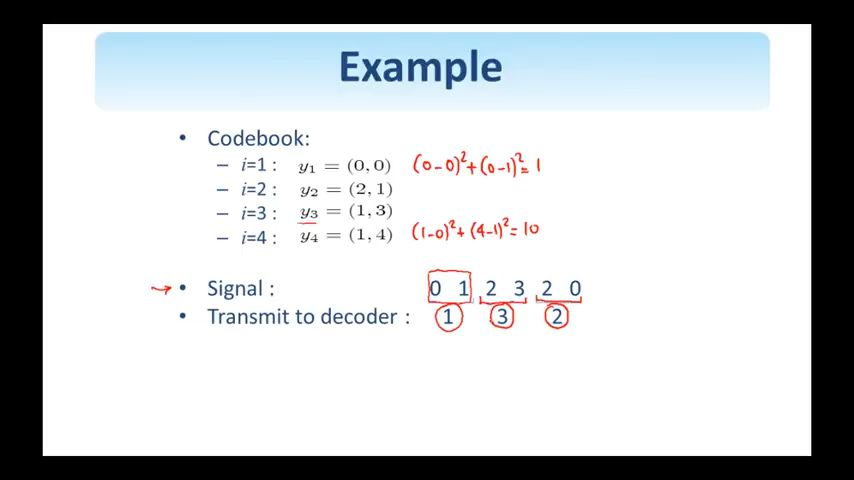 Example
• Codebook:
– i=1 : y₁ = (0, 0) (0-0)²+(0-1)²= 1
– i=2 : y₂ = (2, 1)
– i=3 : y₃ = (1, 3)
– i=4 : y₄ = (1, 4) (1-0)²+(4-1)²=10
→ • Signal : 0 1 2 3 2 0
• Transmit to decoder : 1 3 2